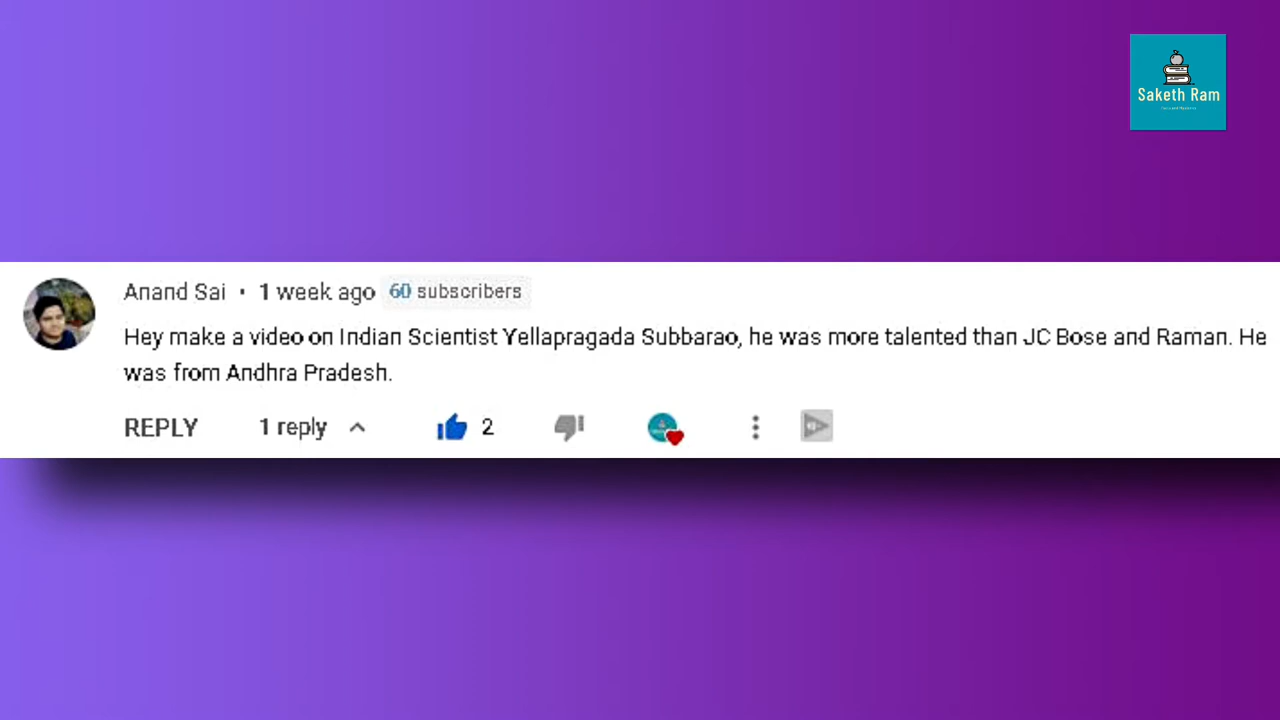 Saketh Ram
Anand Sai • 1 week ago 60 subscribers
Hey make a video on Indian Scientist Yellapragada Subbarao, he was more talented than JC Bose and Raman. He
was from Andhra Pradesh.
REPLY 1 reply 2